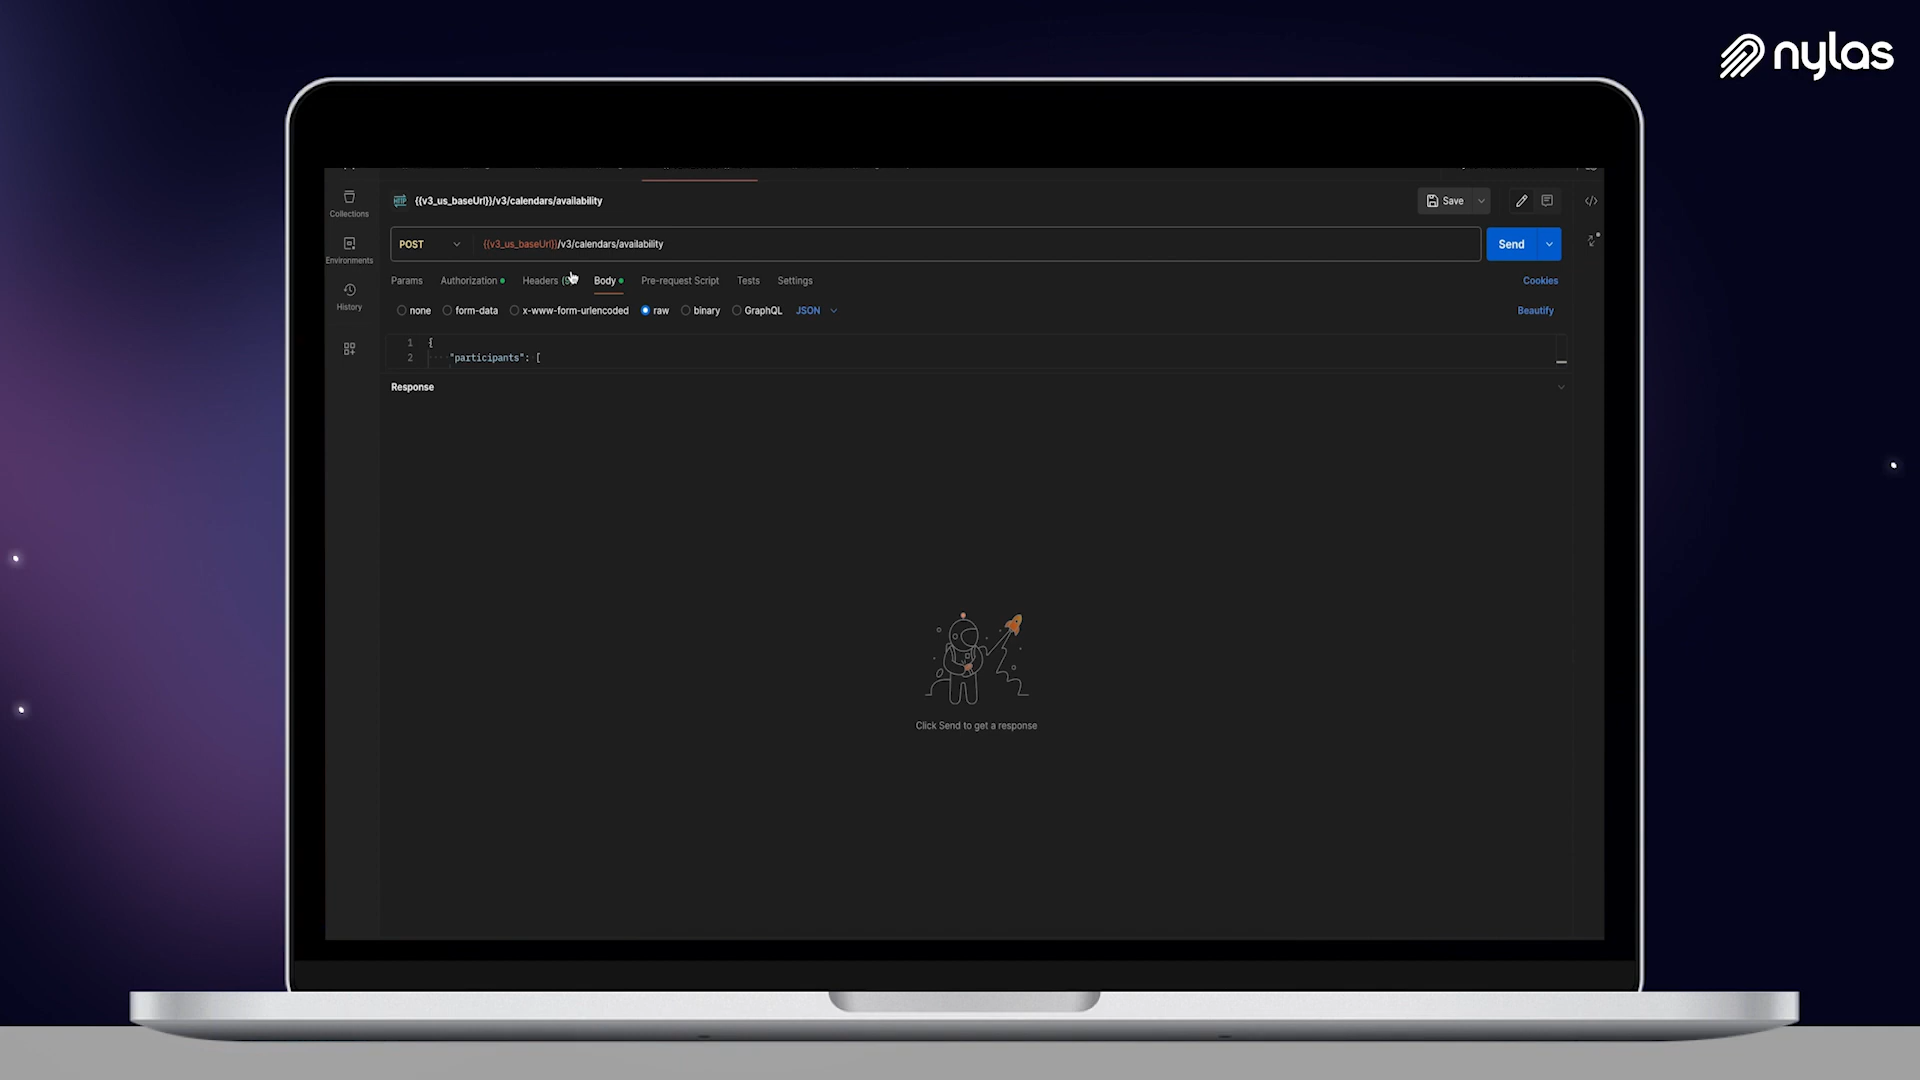 nylas
Collections
{{v3_us_baseUrl}}/v3/calendars/availability
Save
POST
{{v3_us_baseUrl}}/v3/calendars/availability
Send
Environments
Params
Authorization
Headers
Body
Pre-request Script
Tests
Settings
Cookies
History
none
form-data
x-www-form-urlencoded
raw
binary
GraphQL
JSON
Beautify
1 {
2 "participants": [
Response
Click Send to get a response